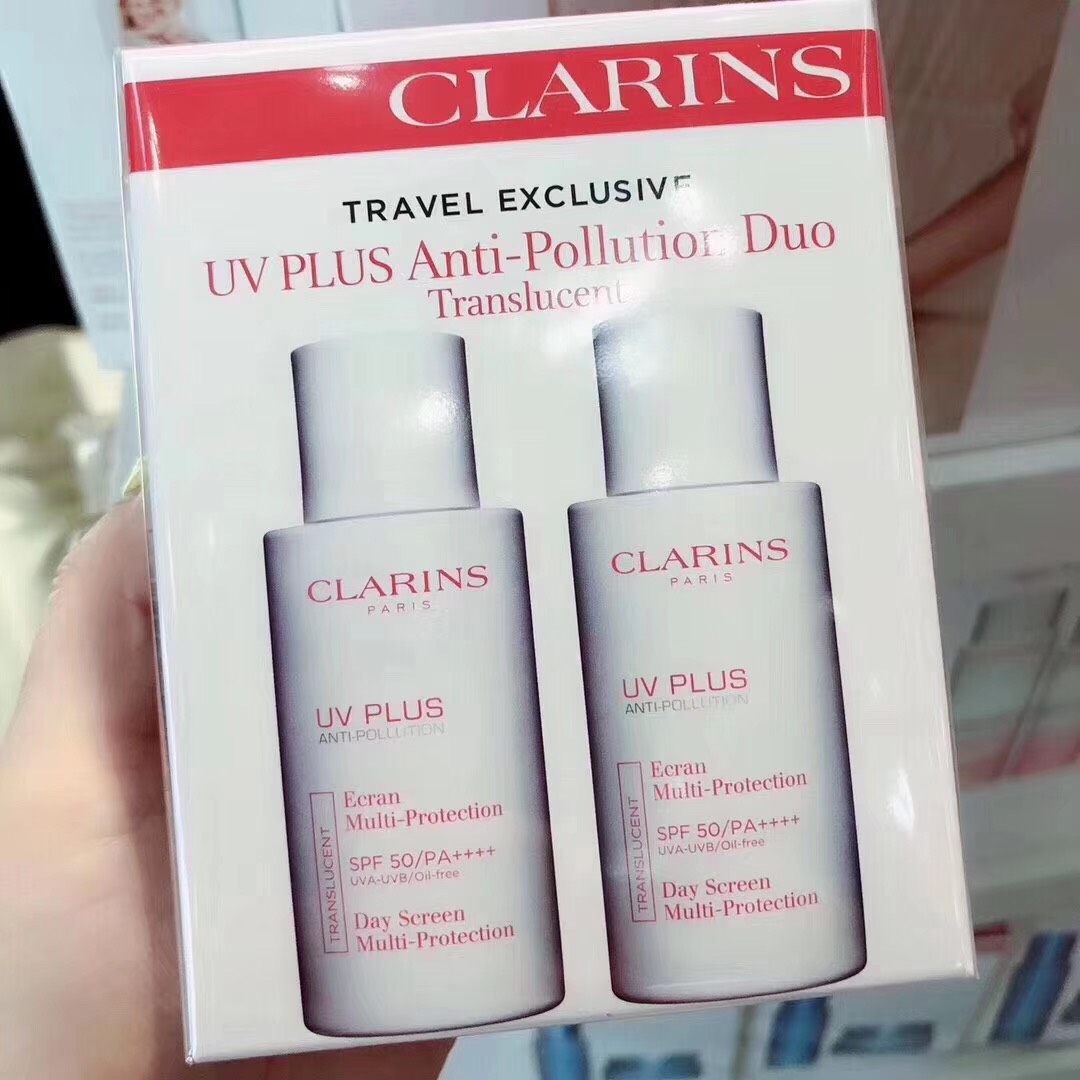 CLARINS
TRAVEL EXCLUSIVE
UV PLUS Anti-Pollution Duo
Translucent
CLARINS
PARIS
UV PLUS
ANTI-POLLUTION
TRANSLUCENT
Ecran
Multi-Protection
SPF 50/PA++++
UVA-UVB/Oil-free
Day Screen
Multi-Protection
CLARINS
PARIS
UV PLUS
ANTI-POLLUTION
TRANSLUCENT
Ecran
Multi-Protection
SPF 50/PA++++
UVA-UVB/Oil-free
Day Screen
Multi-Protection